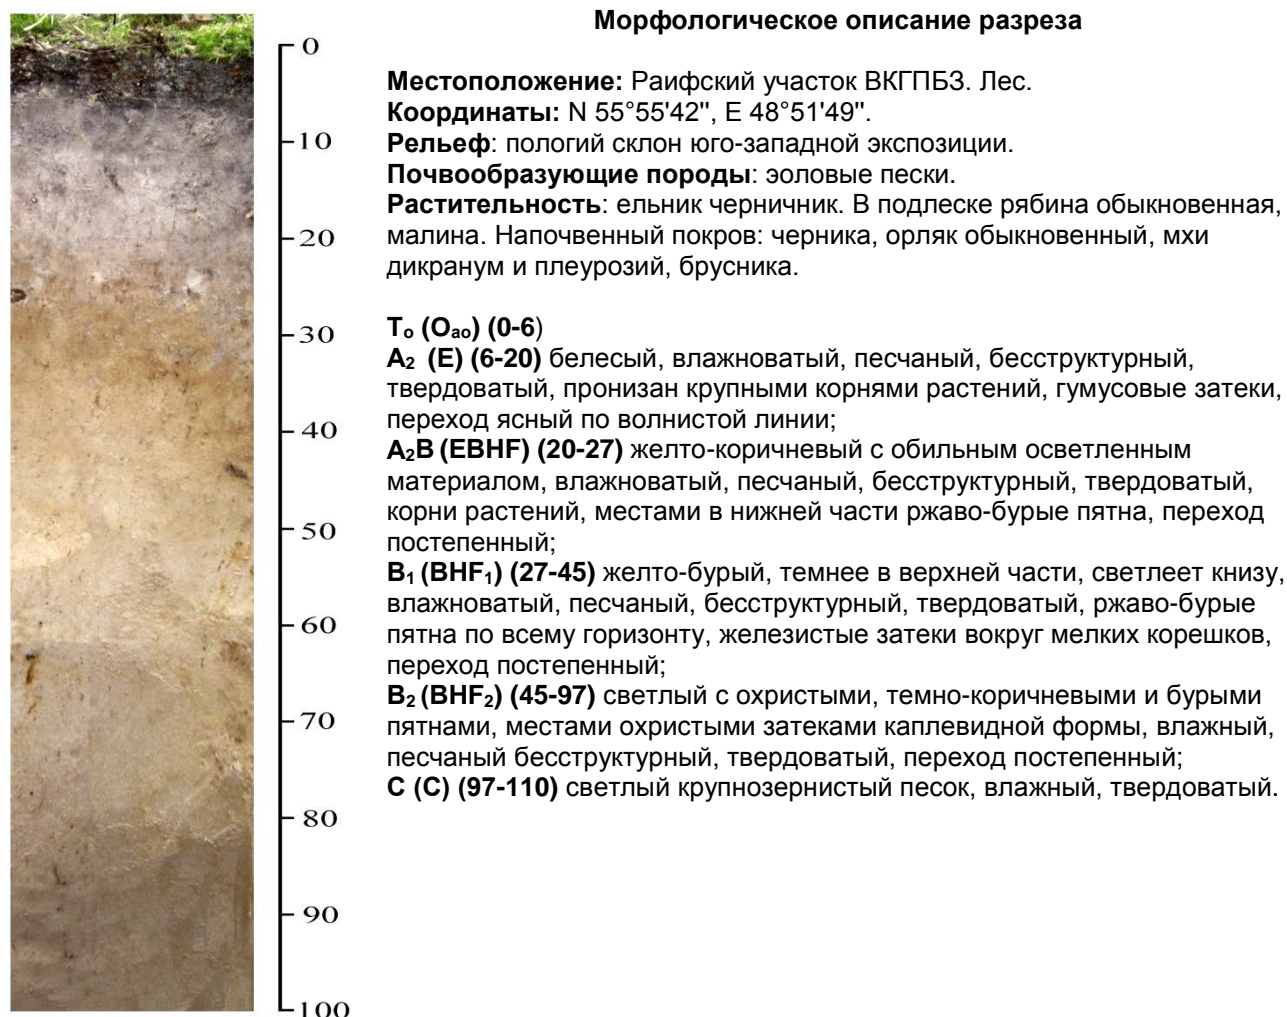 Морфологическое описание разреза
0
10
20
30
40
50
60
70
80
90
100
Местоположение: Раифский участок ВКГПБЗ. Лес.
Координаты: N 55°55'42", E 48°51'49".
Рельеф: пологий склон юго-западной экспозиции.
Почвообразующие породы: эоловые пески.
Растительность: ельник черничник. В подлеске рябина обыкновенная,
малина. Напочвенный покров: черника, орляк обыкновенный, мхи
дикранум и плеурозий, брусника.
Tₒ (Oₐₒ) (0-6)
A₂ (E) (6-20) белесый, влажноватый, песчаный, бесструктурный,
твердоватый, пронизан крупными корнями растений, гумусовые затеки,
переход ясный по волнистой линии;
A₂B (EBHF) (20-27) желто-коричневый с обильным осветленным
материалом, влажноватый, песчаный, бесструктурный, твердоватый,
корни растений, местами в нижней части ржаво-бурые пятна, переход
постепенный;
B₁ (BHF₁) (27-45) желто-бурый, темнее в верхней части, светлеет книзу,
влажноватый, песчаный, бесструктурный, твердоватый, ржаво-бурые
пятна по всему горизонту, железистые затеки вокруг мелких корешков,
переход постепенный;
B₂ (BHF₂) (45-97) светлый с охристыми, темно-коричневыми и бурыми
пятнами, местами охристыми затеками каплевидной формы, влажный,
песчаный бесструктурный, твердоватый, переход постепенный;
C (C) (97-110) светлый крупнозернистый песок, влажный, твердоватый.